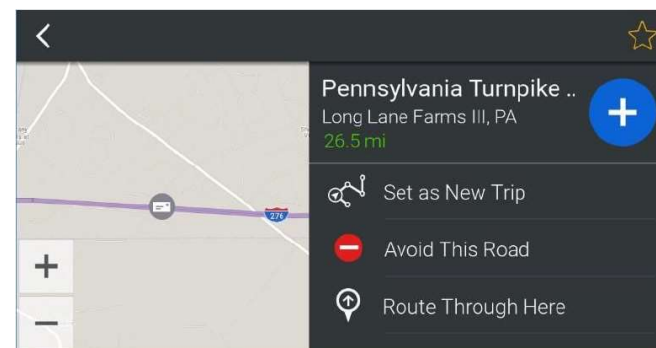 Pennsylvania Turnpike ..
Long Lane Farms III, PA
26.5 mi
276
Set as New Trip
Avoid This Road
Route Through Here